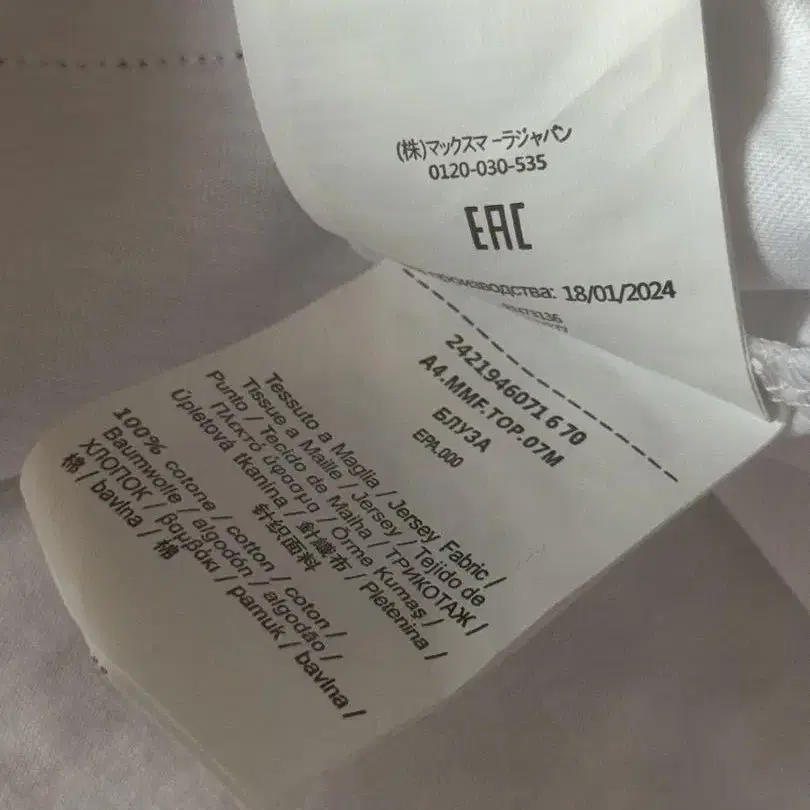 (株)マックスマーラジャパン
0120-030-535
EAC
производства: 18/01/2024
2421946071 6 70
A4.MMF.TOP.07M
БЛУЗА
EPA.000
Tessuto a Maglia / Jersey Fabric /
Tissue a Maille / Jersey / Tejido de
Punto / Tecido de Malha / ТРИКОТАЖ /
Πλεκτό ύφασμα / Örme Kumaş /
Úpletová tkanina / 針織布 / Pletenina /
针织面料
100% cotone / cotton / coton /
Baumwolle / algodón / algodão /
ХЛОПОК / βαμβάκι / pamuk / bavlna /
棉 / bavlna / 棉